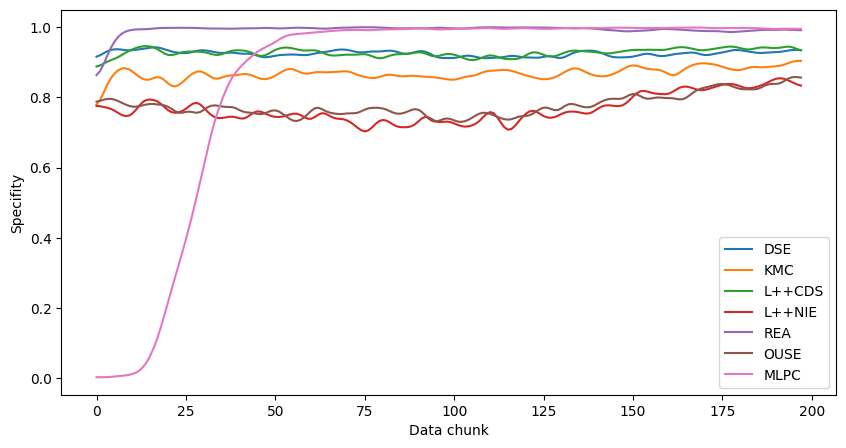 1.0
0.8
0.6
0.4
0.2
0.0
Specifity
0 25 50 75 100 125 150 175 200
Data chunk
DSE
KMC
L++CDS
L++NIE
REA
OUSE
MLPC